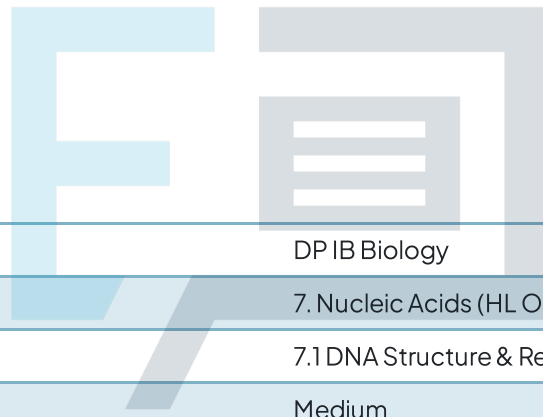 DP IB Biology
7. Nucleic Acids (HL O
7.1 DNA Structure & Re
Medium